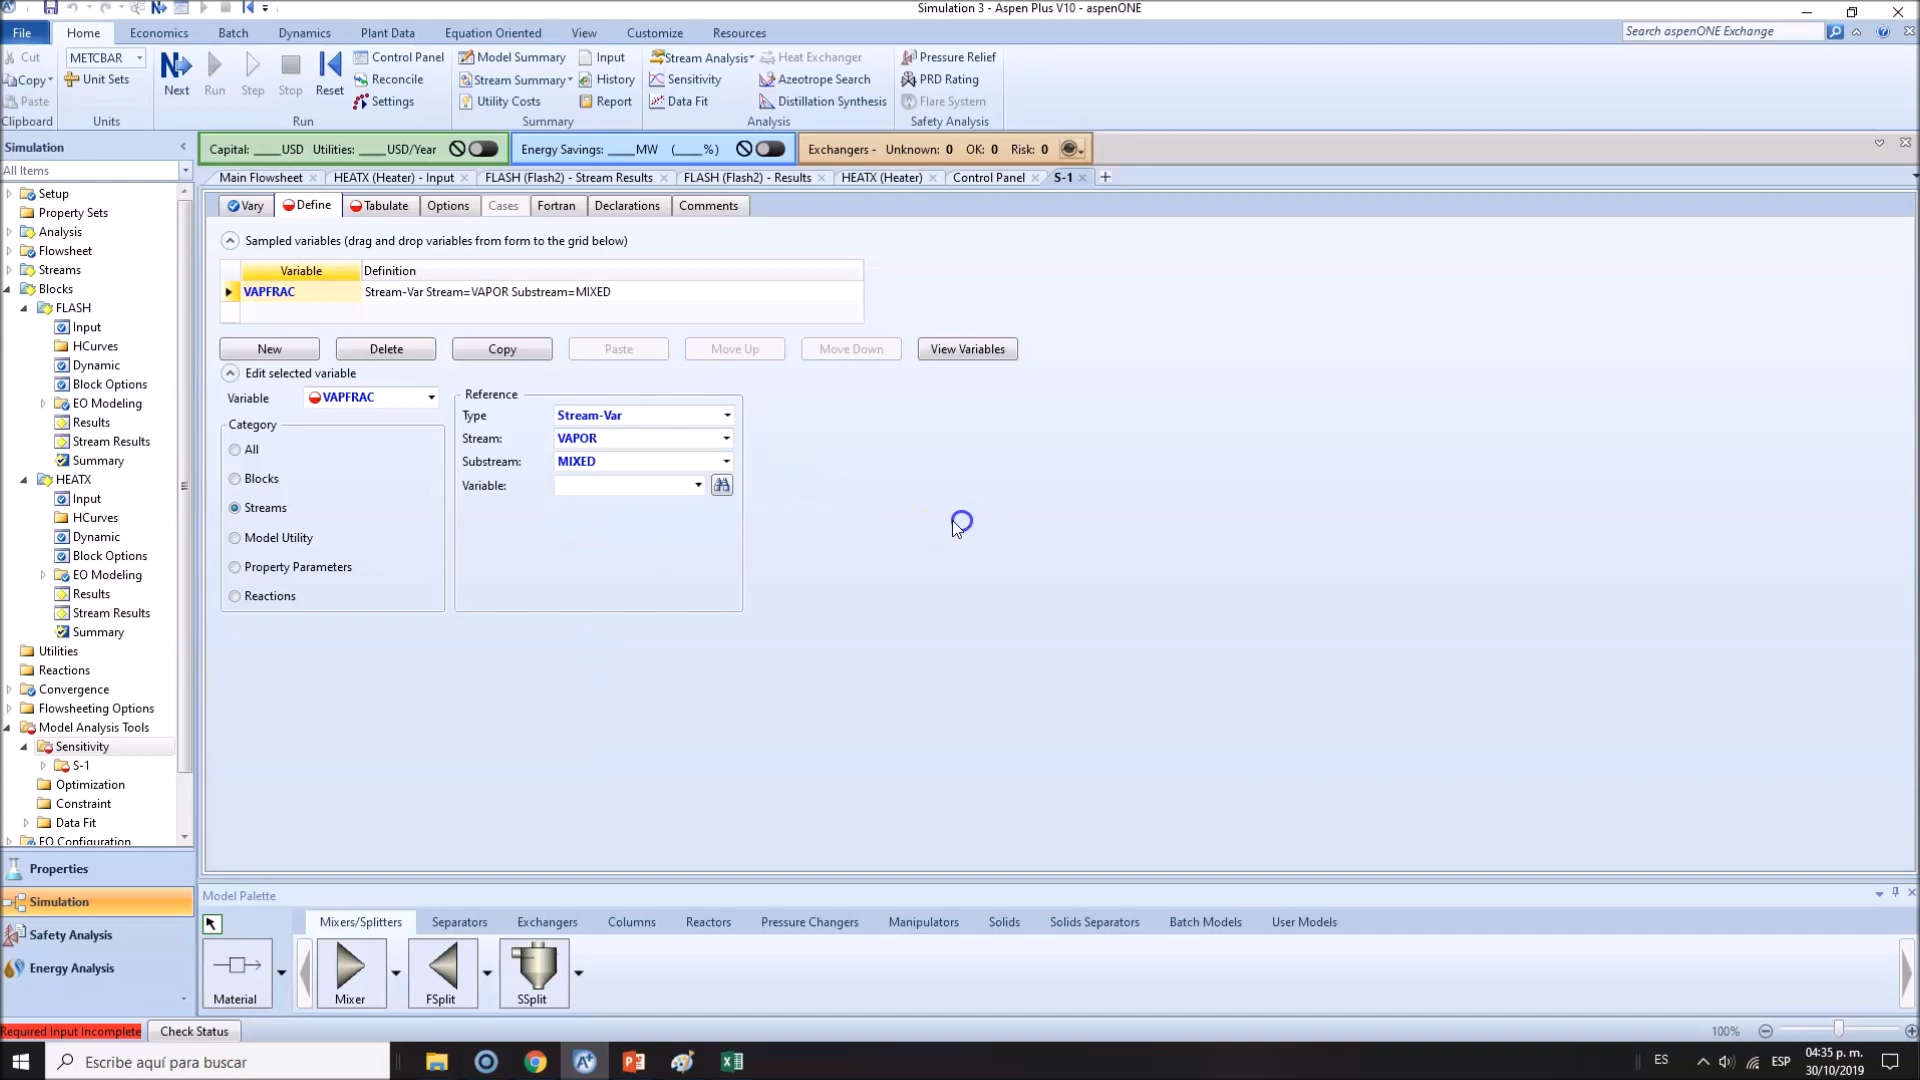 Simulation 3 - Aspen Plus V10 - aspenONE
File Home Economics Batch Dynamics Plant Data Equation Oriented View Customize Resources Search aspenONE Exchange
Cut METCBAR Control Panel Model Summary Input Stream Analysis Heat Exchanger Pressure Relief
Copy Unit Sets Next Run Step Stop Reset Reconcile Stream Summary History Sensitivity Azeotrope Search PRD Rating
Paste Settings Utility Costs Report Data Fit Distillation Synthesis Flare System
Clipboard Units Run Summary Analysis Safety Analysis
Simulation Capital: ____USD Utilities: ____USD/Year Energy Savings: ____MW (____%) Exchangers - Unknown: 0 OK: 0 Risk: 0
All Items
Main Flowsheet HEATX (Heater) - Input FLASH (Flash2) - Stream Results FLASH (Flash2) - Results HEATX (Heater) Control Panel S-1
Vary Define Tabulate Options Cases Fortran Declarations Comments
Sampled variables (drag and drop variables from form to the grid below)
Variable Definition
VAPFRAC Stream-Var Stream=VAPOR Substream=MIXED
New Delete Copy Paste Move Up Move Down View Variables
Edit selected variable
Variable VAPFRAC
Category
All
Blocks
Streams
Model Utility
Property Parameters
Reactions
Reference
Type Stream-Var
Stream: VAPOR
Substream: MIXED
Variable:
Setup
Property Sets
Analysis
Flowsheet
Streams
Blocks
FLASH
Input
HCurves
Dynamic
Block Options
EO Modeling
Results
Stream Results
Summary
HEATX
Input
HCurves
Dynamic
Block Options
EO Modeling
Results
Stream Results
Summary
Utilities
Reactions
Convergence
Flowsheeting Options
Model Analysis Tools
Sensitivity
S-1
Optimization
Constraint
Data Fit
EO Configuration
Properties
Simulation
Safety Analysis
Energy Analysis
Model Palette
Mixers/Splitters Separators Exchangers Columns Reactors Pressure Changers Manipulators Solids Solids Separators Batch Models User Models
Material Mixer FSplit SSplit
Required Input Incomplete Check Status 100%
Escribe aquí para buscar ES ESP 04:35 p. m.
30/10/2019